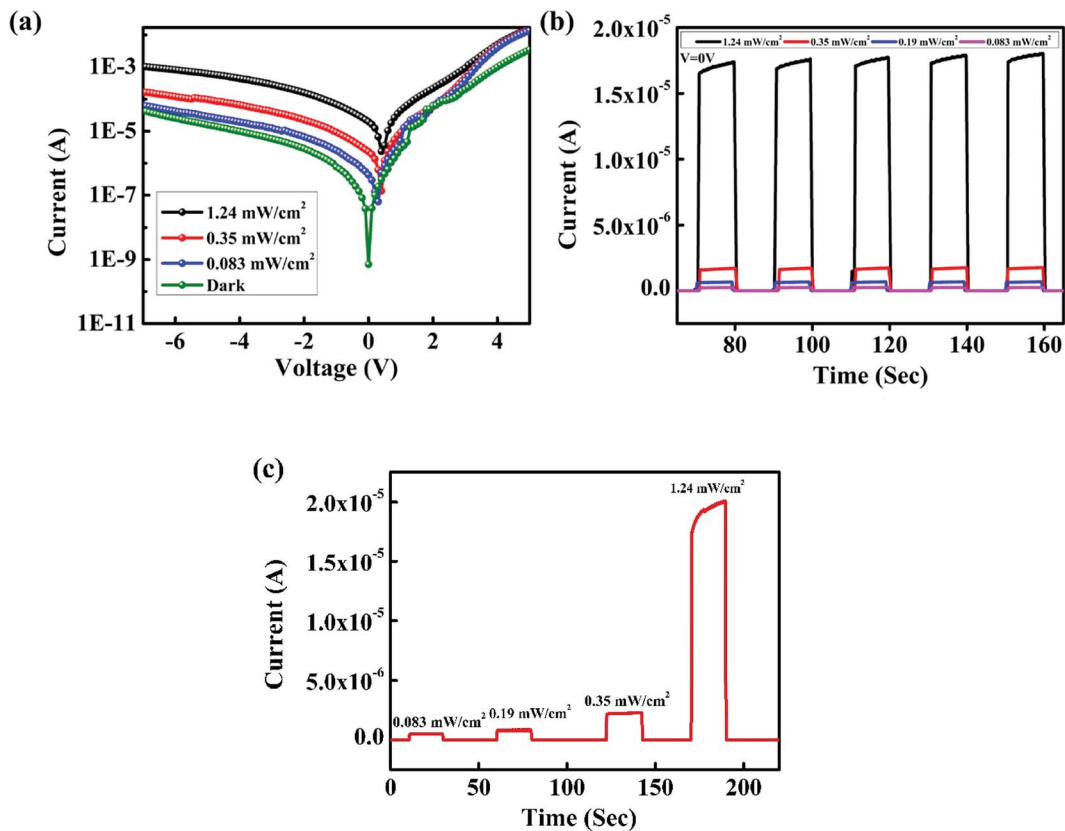 (a)
1E-3
1E-5
1E-7
1E-9
1E-11
Current (A)
1.24 mW/cm²
0.35 mW/cm²
0.083 mW/cm²
Dark
-6 -4 -2 0 2 4
Voltage (V)
(b)
1.24 mW/cm² 0.35 mW/cm² 0.19 mW/cm² 0.083 mW/cm²
V=0V
2.0x10⁻⁵
1.5x10⁻⁵
1.0x10⁻⁵
5.0x10⁻⁶
0.0
Current (A)
80 100 120 140 160
Time (Sec)
(c)
2.0x10⁻⁵
1.5x10⁻⁵
1.0x10⁻⁵
5.0x10⁻⁶
0.0
Current (A)
0.083 mW/cm²
0.19 mW/cm²
0.35 mW/cm²
1.24 mW/cm²
0 50 100 150 200
Time (Sec)